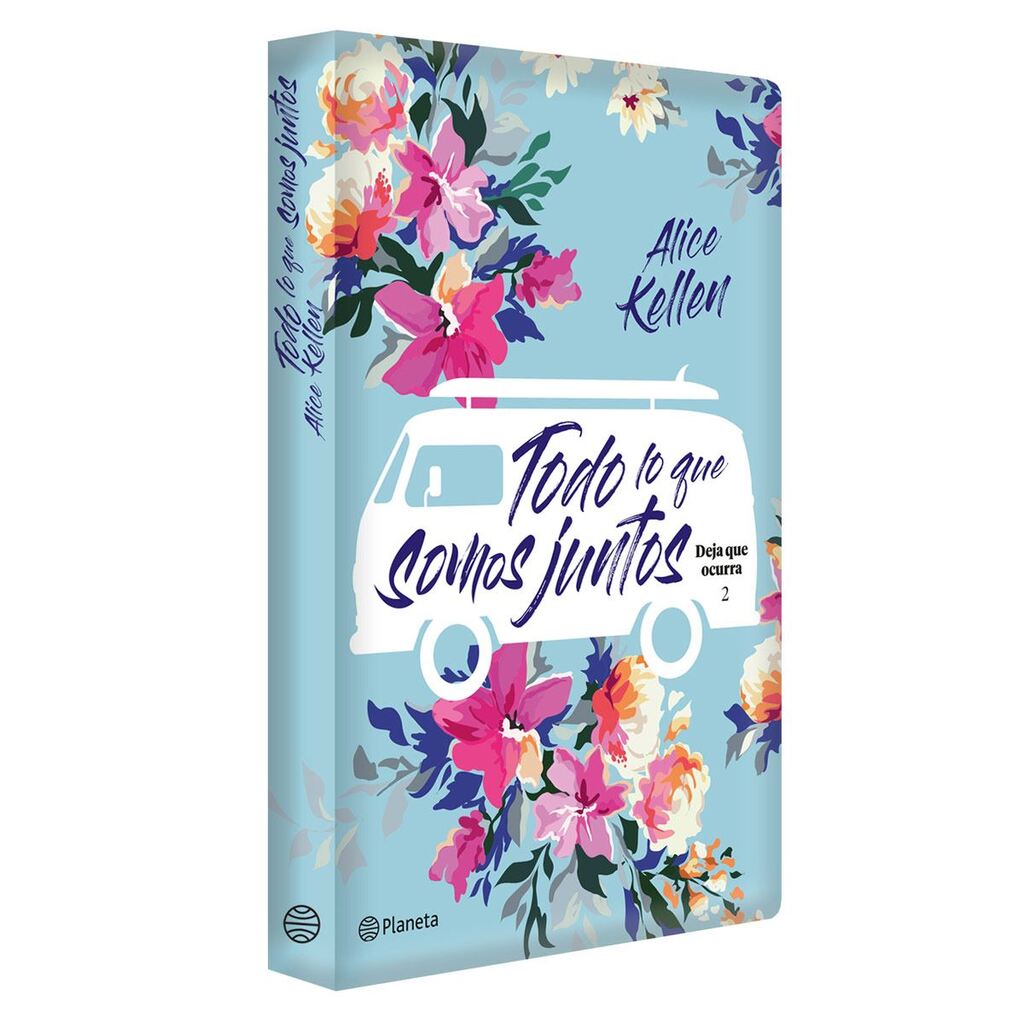 Todo lo que somos juntos
Alice Kellen
Alice
Kellen
Todo lo que
somos juntos
Deja que
ocurra
2
Planeta